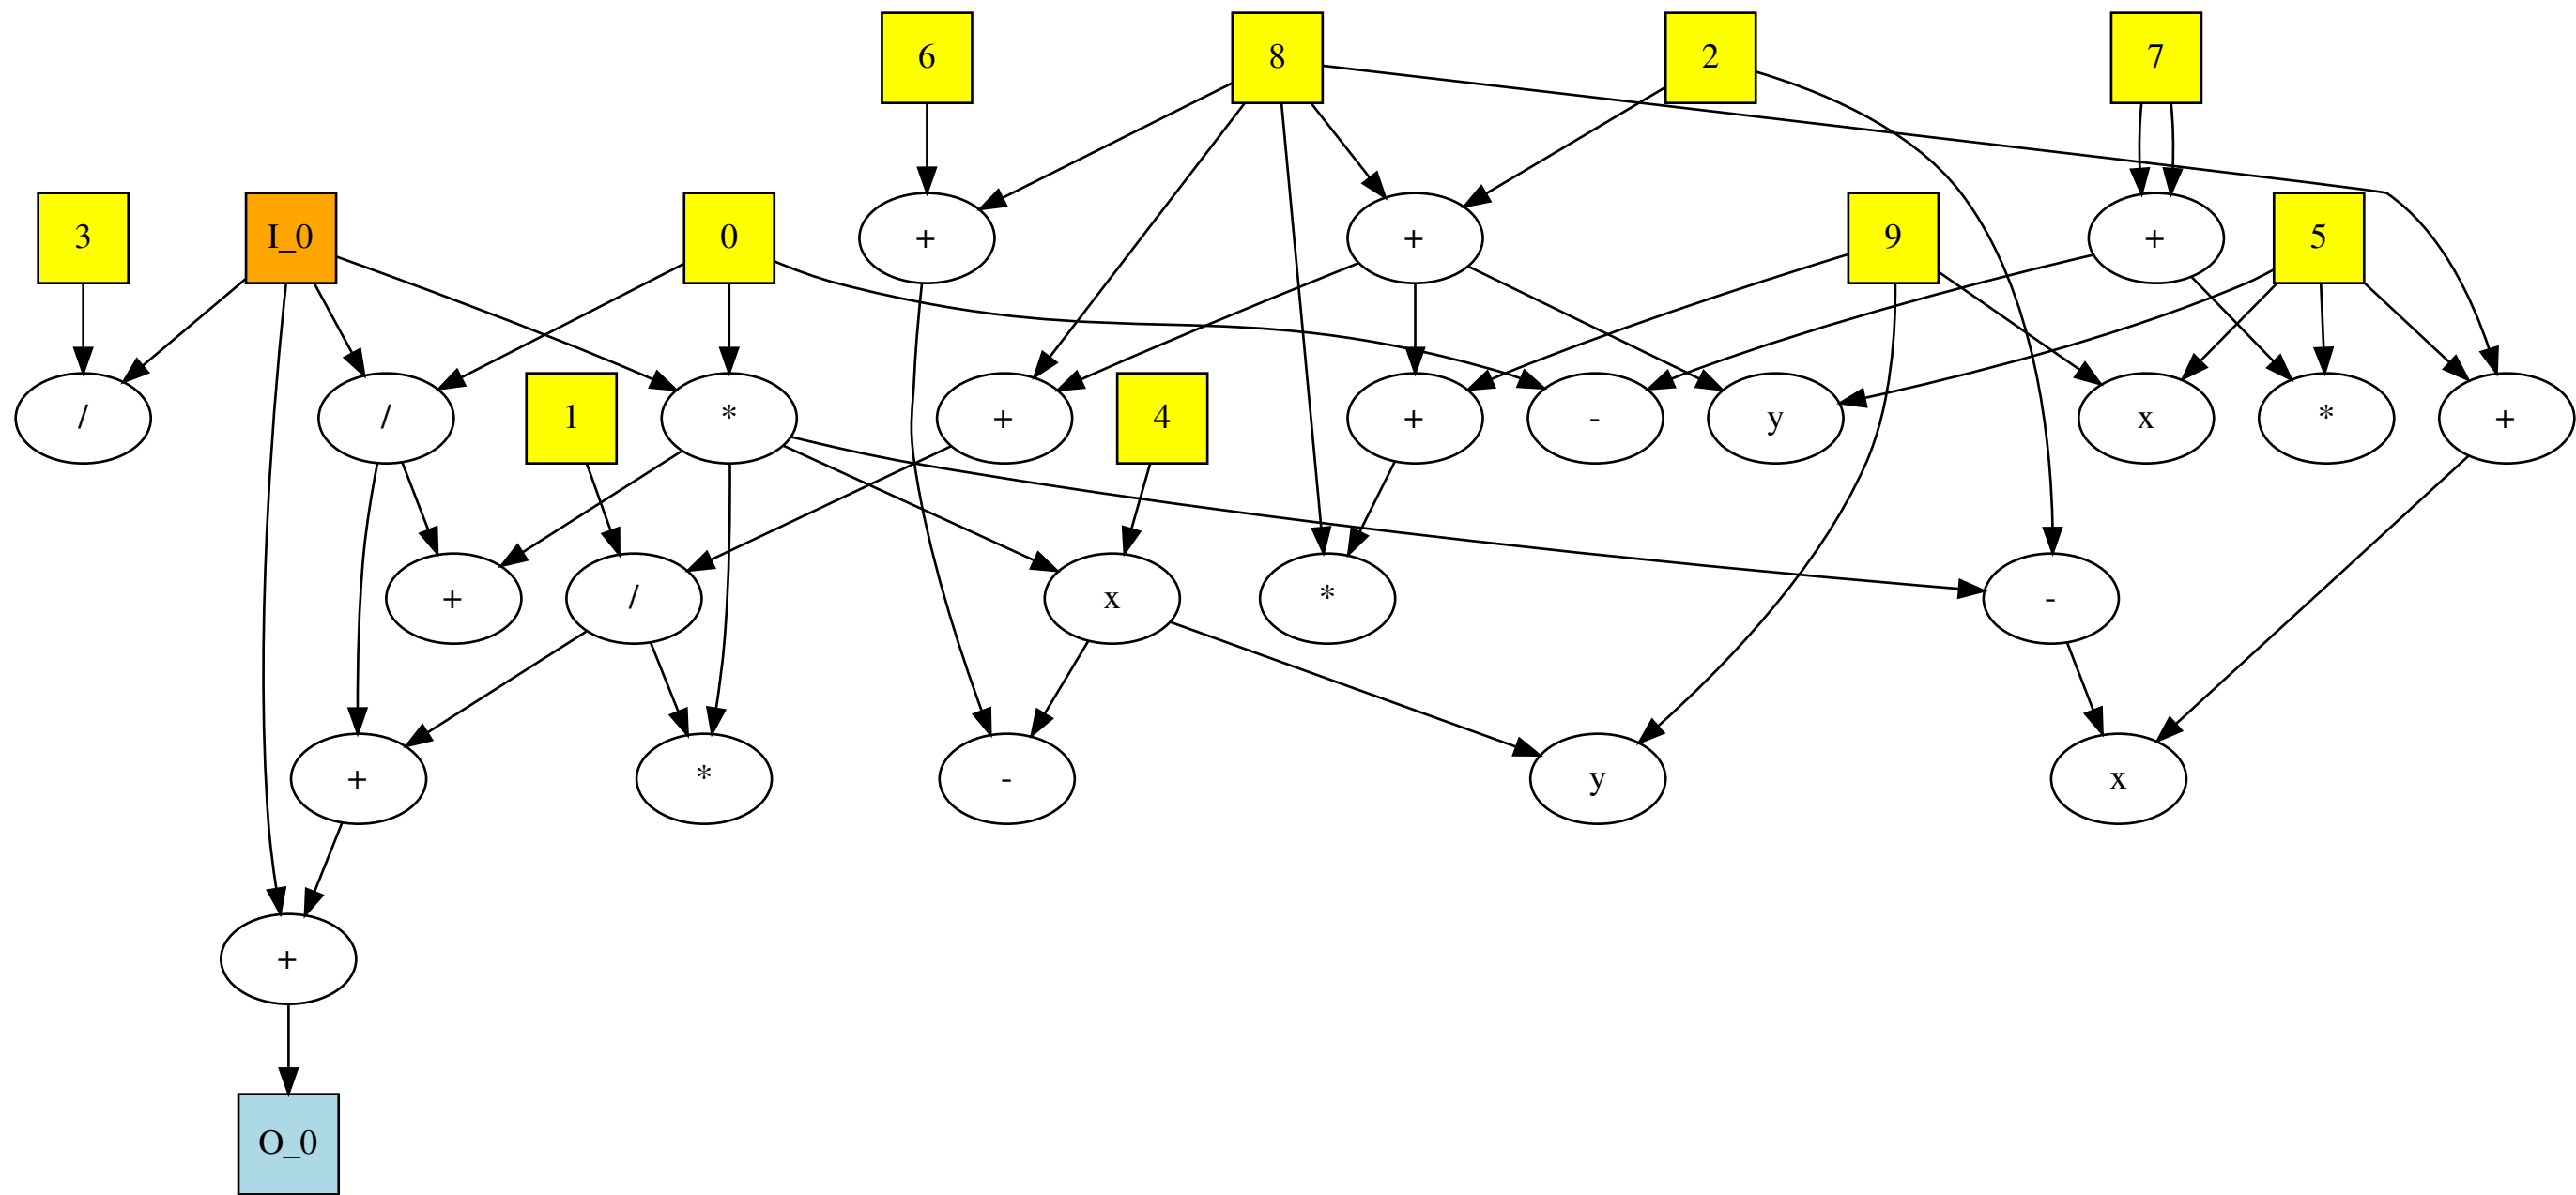 6 8 2 7
3 I_0 0 + + 9 + 5
/ / 1 * + 4 + - y x * +
+ / x * -
+ * - y x
+
O_0